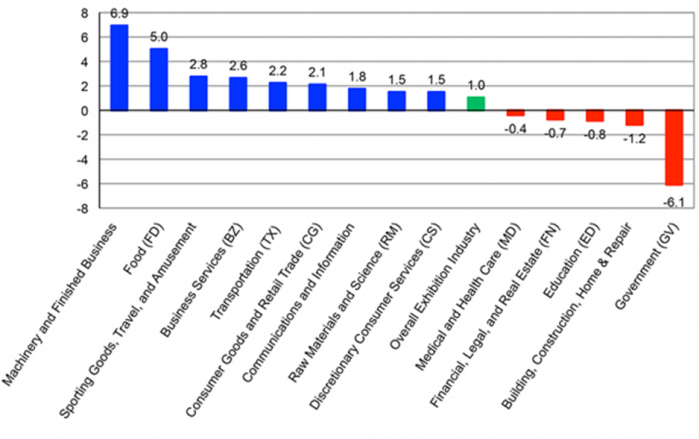 8
6
4
2
0
-2
-4
-6
-8
6.9
5.0
2.8
2.6
2.2
2.1
1.8
1.5
1.5
1.0
-0.4
-0.7
-0.8
-1.2
-6.1
Machinery and Finished Business
Food (FD)
Sporting Goods, Travel, and Amusement
Business Services (BZ)
Transportation (TX)
Consumer Goods and Retail Trade (CG)
Communications and Information
Raw Materials and Science (RM)
Discretionary Consumer Services (CS)
Overall Exhibition Industry
Medical and Health Care (MD)
Financial, Legal, and Real Estate (FN)
Education (ED)
Building, Construction, Home & Repair
Government (GV)